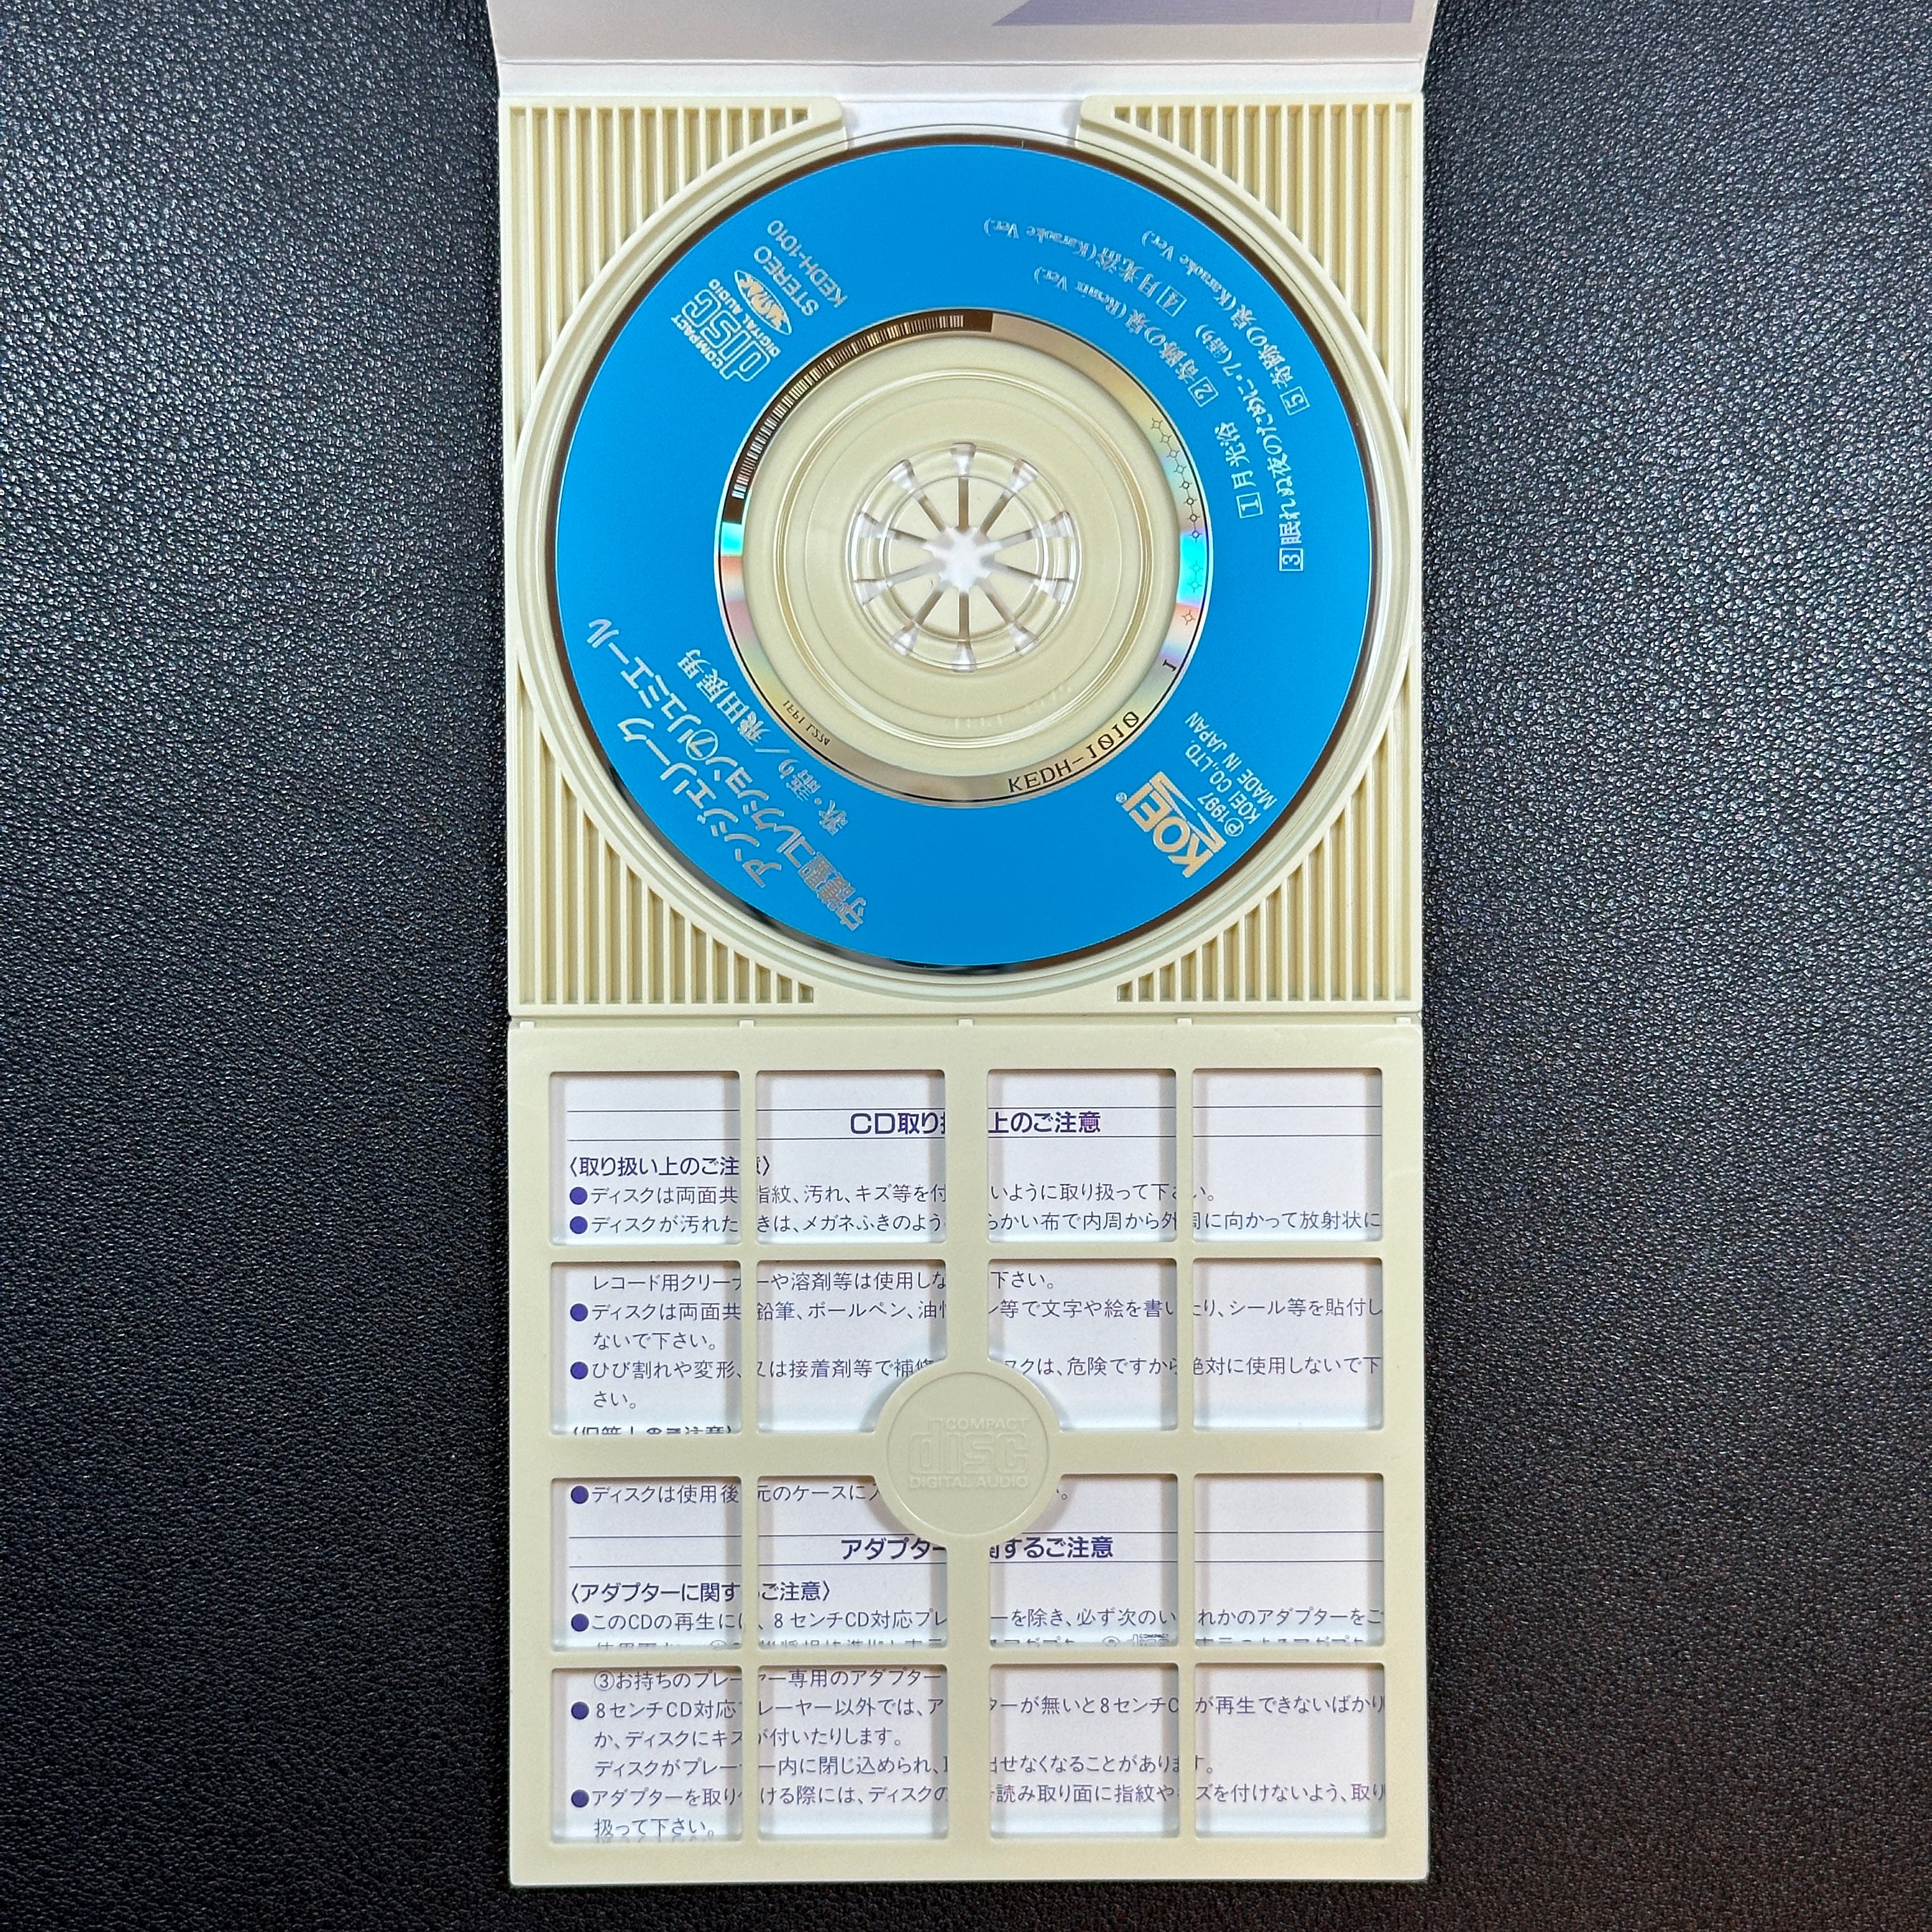 アンジェリーク
守護聖コレクション⑦リュミエール
歌・語り／飛田展男
1 月光浴 2 奇跡の泉(Remix Ver.)
3 眠れぬ夜のために・7(語り) 4 月光浴(Karaoke Ver.)
5 奇跡の泉(Karaoke Ver.)
COMPACT
disc
DIGITAL AUDIO
STEREO
KEDH-1010
KOEI®
Ⓟ1997
KOEI CO.,LTD.
MADE IN JAPAN
KEDH-1010 1
CD取り 上のご注意
〈取り扱い上のご注意〉
●ディスクは両面共 指紋、汚れ、キズ等を付 いように取り扱って下さい。
●ディスクが汚れた きは、メガネふきのよう らかい布で内周から外周に向かって放射状に
レコード用クリーナーや溶剤等は使用しな 下さい。
●ディスクは両面共 鉛筆、ボールペン、油性 ン等で文字や絵を書いたり、シール等を貼付し
ないで下さい。
●ひび割れや変形、又は接着剤等で補修 スクは、危険ですから絶対に使用しないで下
さい。
●ディスクは使用後 元のケースに入 。
COMPACT
disc
DIGITAL AUDIO
アダプター 関するご注意
〈アダプターに関するご注意〉
●このCDの再生には、8センチCD対応プレ ーを除き、必ず次のいずれかのアダプターをご
③お持ちのプレーヤー専用のアダプター
●8センチCD対応プレーヤー以外では、ア ターが無いと8センチCDが再生できないばかり
か、ディスクにキズが付いたりします。
ディスクがプレーヤー内に閉じ込められ、 出せなくなることがあります。
●アダプターを取り付ける際には、ディスクの 読み取り面に指紋やキズを付けないよう、取り
扱って下さい。